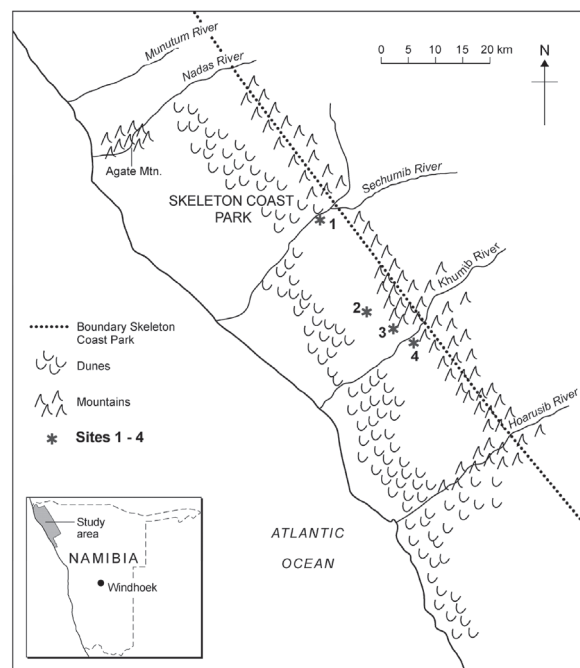 Munutum River
Nadas River
0 5 10 15 20 km
N
Agate Mtn.
SKELETON COAST
PARK
Sechumib River
1
Khumib River
2
3
4
Boundary Skeleton
Coast Park
Dunes
Mountains
Sites 1 - 4
Hoarusib River
Study
area
NAMIBIA
Windhoek
ATLANTIC
OCEAN